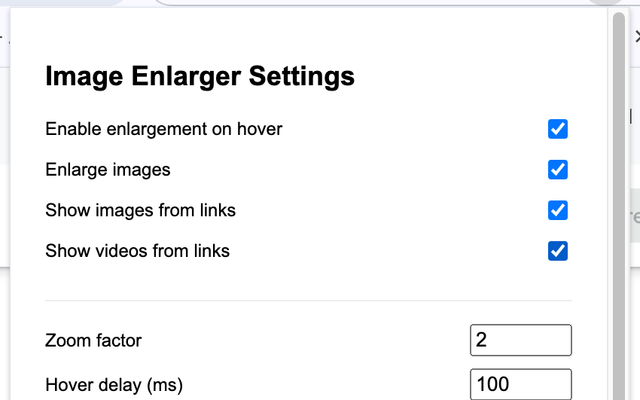 Image Enlarger Settings
Enable enlargement on hover
Enlarge images
Show images from links
Show videos from links
Zoom factor 2
Hover delay (ms) 100